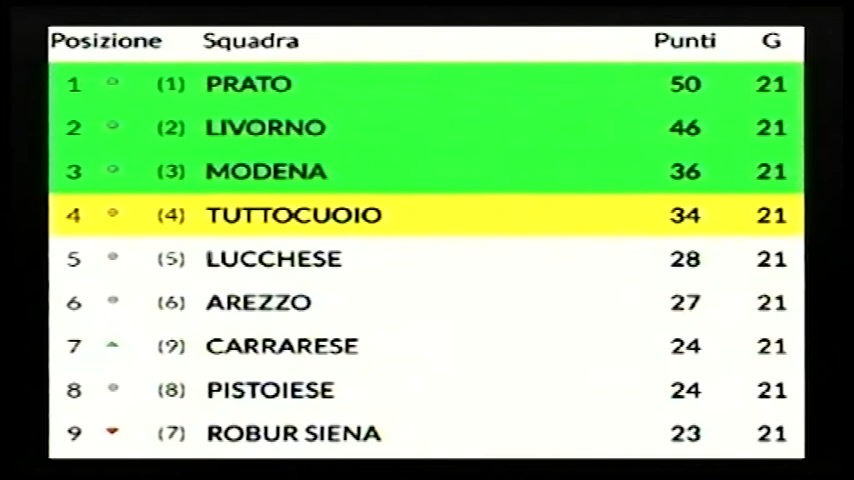 Posizione Squadra Punti G
1 (1) PRATO 50 21
2 (2) LIVORNO 46 21
3 (3) MODENA 36 21
4 (4) TUTTOCUOIO 34 21
5 (5) LUCCHESE 28 21
6 (6) AREZZO 27 21
7 (9) CARRARESE 24 21
8 (8) PISTOIESE 24 21
9 (7) ROBUR SIENA 23 21